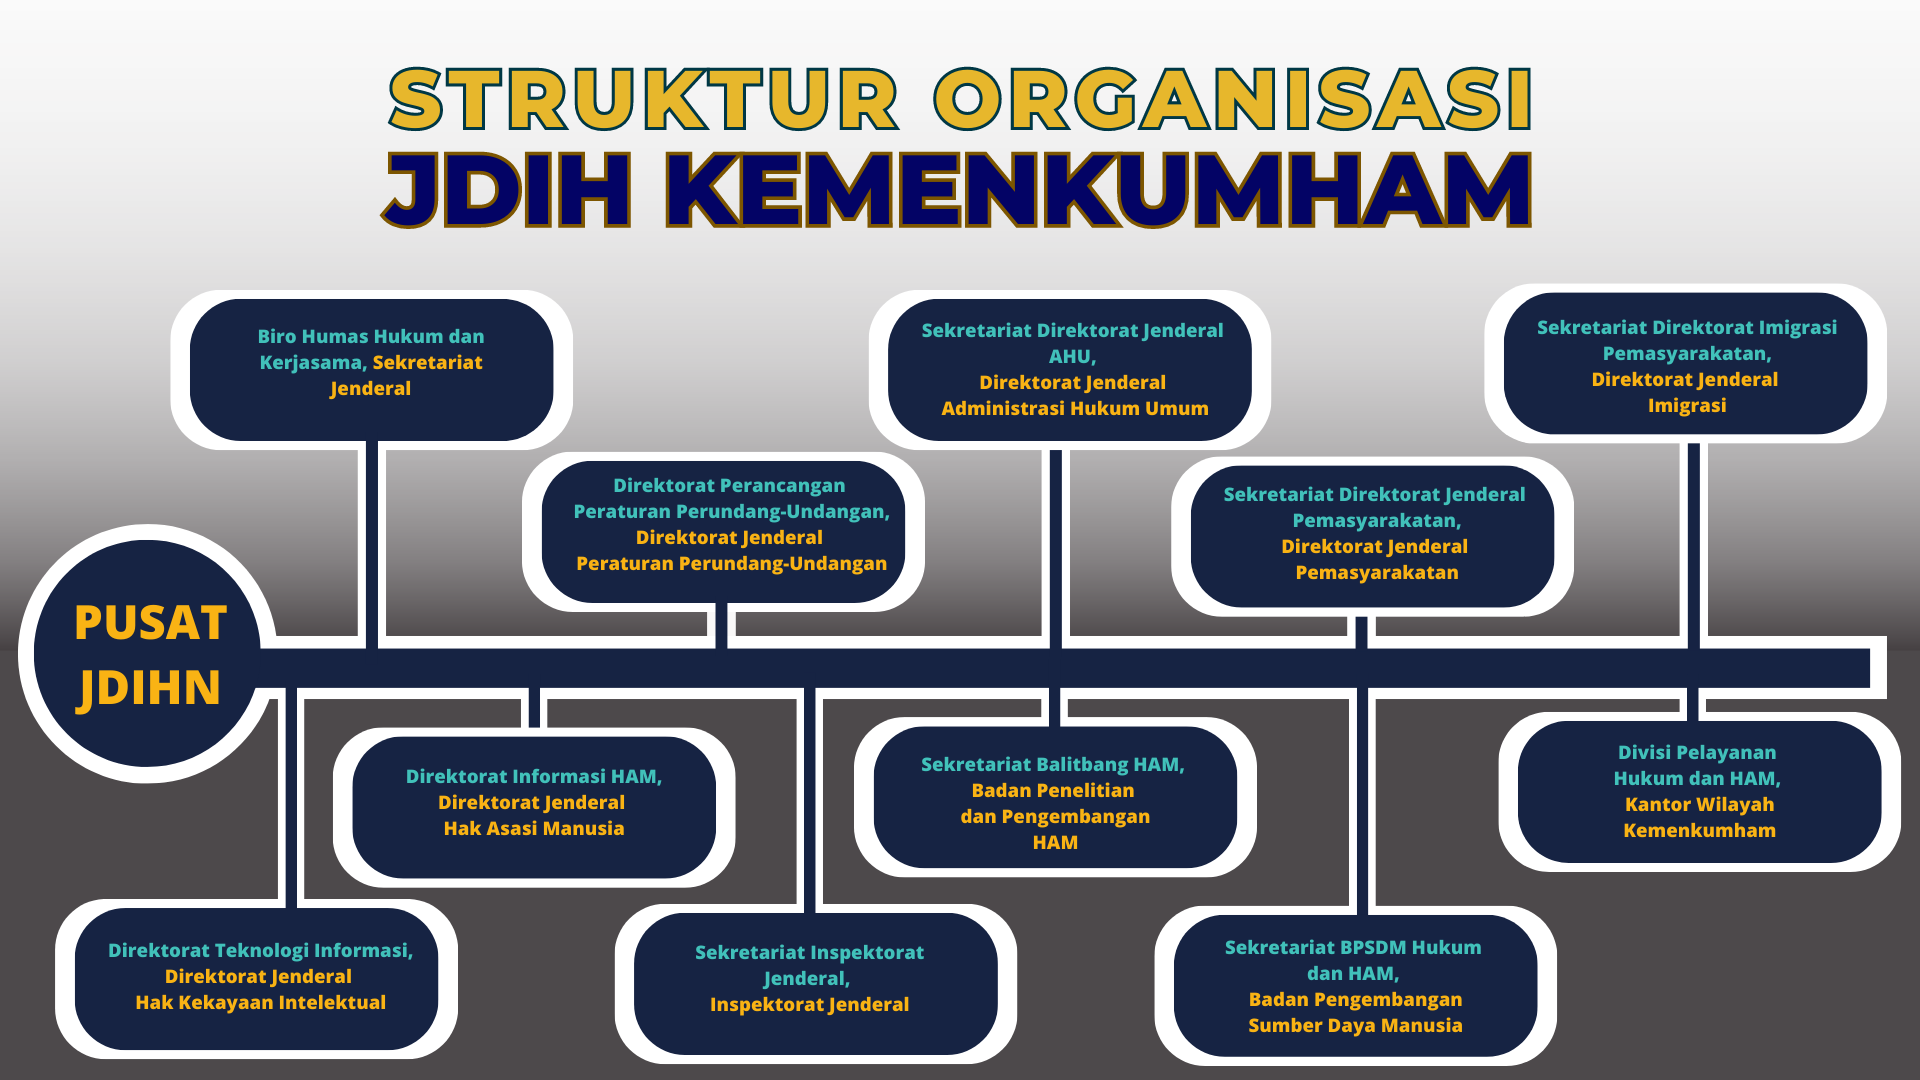 STRUKTUR ORGANISASI
JDIH KEMENKUMHAM
Biro Humas Hukum dan
Kerjasama, Sekretariat
Jenderal
Sekretariat Direktorat Jenderal
AHU,
Direktorat Jenderal
Administrasi Hukum Umum
Sekretariat Direktorat Imigrasi
Pemasyarakatan,
Direktorat Jenderal
Imigrasi
Direktorat Perancangan
Peraturan Perundang-Undangan,
Direktorat Jenderal
Peraturan Perundang-Undangan
Sekretariat Direktorat Jenderal
Pemasyarakatan,
Direktorat Jenderal
Pemasyarakatan
PUSAT
JDIHN
Direktorat Informasi HAM,
Direktorat Jenderal
Hak Asasi Manusia
Sekretariat Balitbang HAM,
Badan Penelitian
dan Pengembangan
HAM
Divisi Pelayanan
Hukum dan HAM,
Kantor Wilayah
Kemenkumham
Direktorat Teknologi Informasi,
Direktorat Jenderal
Hak Kekayaan Intelektual
Sekretariat Inspektorat
Jenderal,
Inspektorat Jenderal
Sekretariat BPSDM Hukum
dan HAM,
Badan Pengembangan
Sumber Daya Manusia